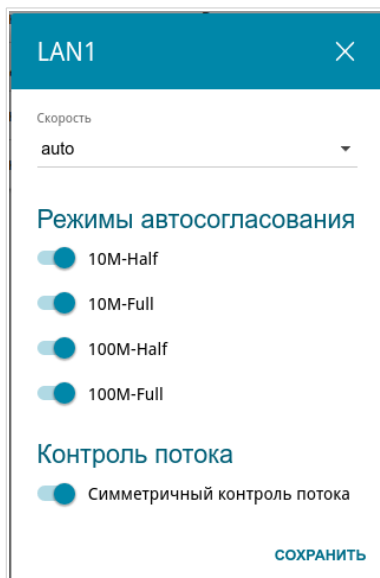 LAN1
Скорость
auto
Режимы автосогласования
10M-Half
10M-Full
100M-Half
100M-Full
Контроль потока
Симметричный контроль потока
СОХРАНИТЬ